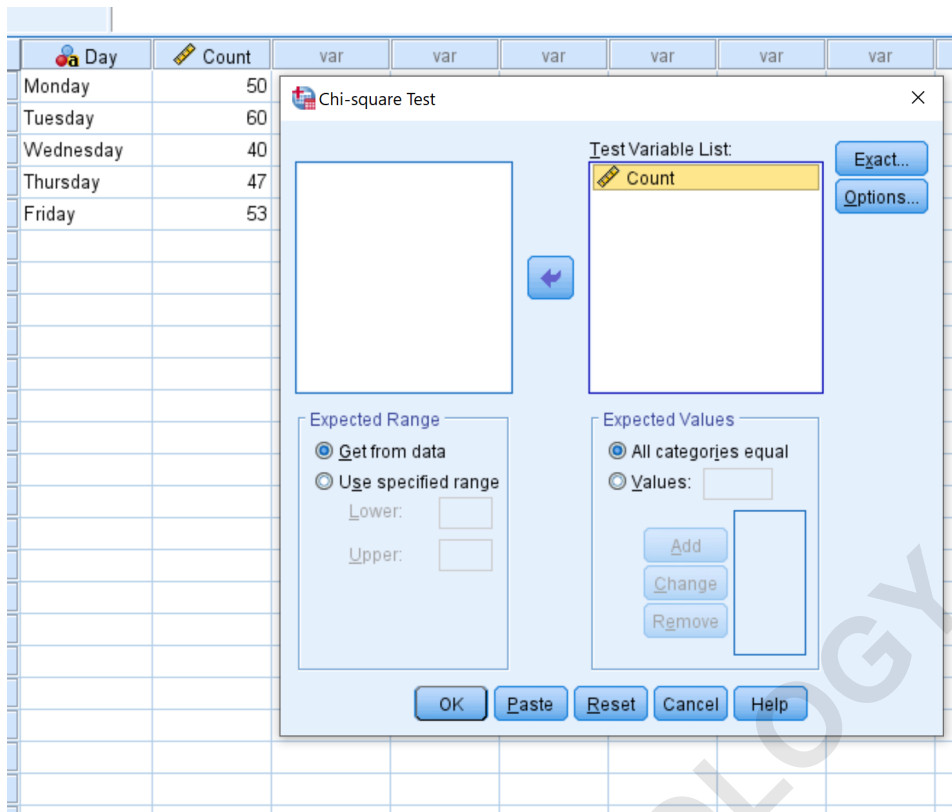 Day Count var var var var var var
Monday 50
Tuesday 60
Wednesday 40
Thursday 47
Friday 53
Chi-square Test
Test Variable List:
Count
Exact...
Options...
Expected Range
Get from data
Use specified range
Lower:
Upper:
Expected Values
All categories equal
Values:
Add
Change
Remove
OK Paste Reset Cancel Help
OLOGY